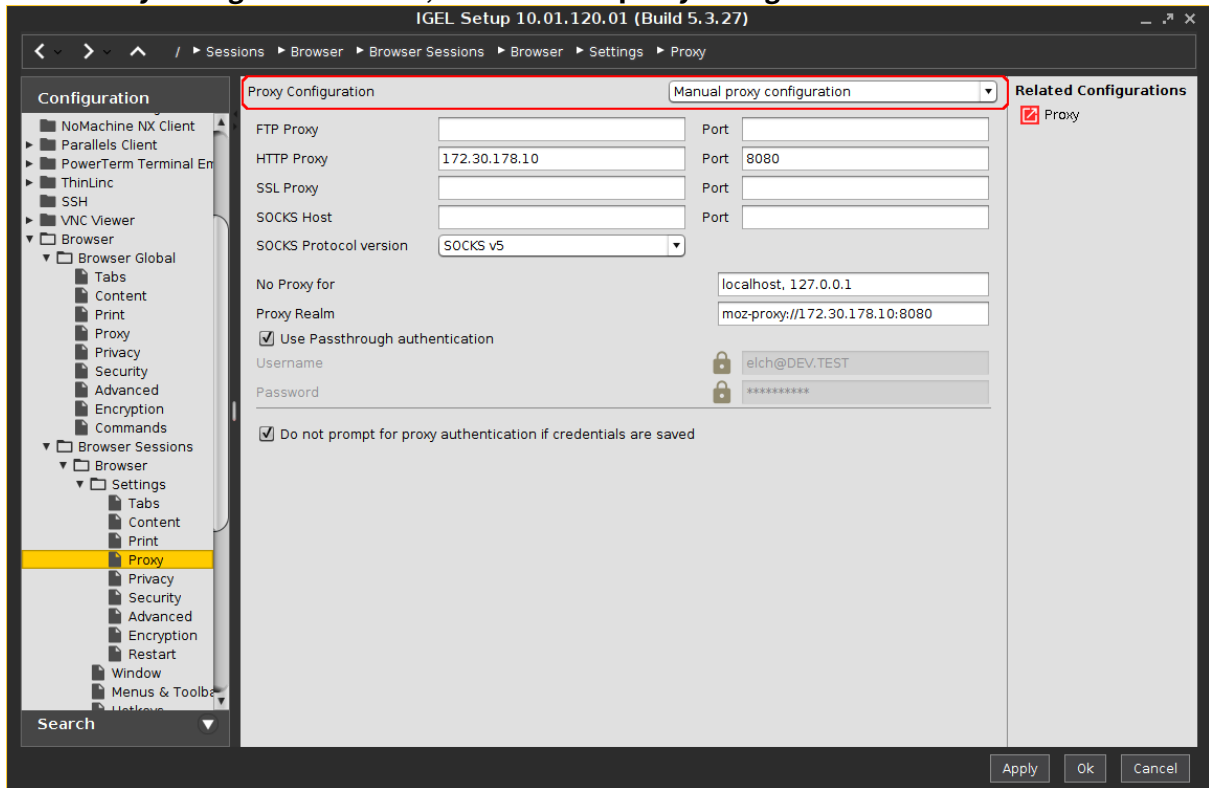 IGEL Setup 10.01.120.01 (Build 5.3.27)
/ Sessions Browser Browser Sessions Browser Settings Proxy
Configuration
NoMachine NX Client
Parallels Client
PowerTerm Terminal Em
ThinLinc
SSH
VNC Viewer
Browser
Browser Global
Tabs
Content
Print
Proxy
Privacy
Security
Advanced
Encryption
Commands
Browser Sessions
Browser
Settings
Tabs
Content
Print
Proxy
Privacy
Security
Advanced
Encryption
Restart
Window
Menus & Toolba
Search
Proxy Configuration Manual proxy configuration
FTP Proxy Port
HTTP Proxy 172.30.178.10 Port 8080
SSL Proxy Port
SOCKS Host Port
SOCKS Protocol version SOCKS v5
No Proxy for localhost, 127.0.0.1
Proxy Realm moz-proxy://172.30.178.10:8080
Use Passthrough authentication
Username elch@DEV.TEST
Password **********
Do not prompt for proxy authentication if credentials are saved
Related Configurations
Proxy
Apply Ok Cancel